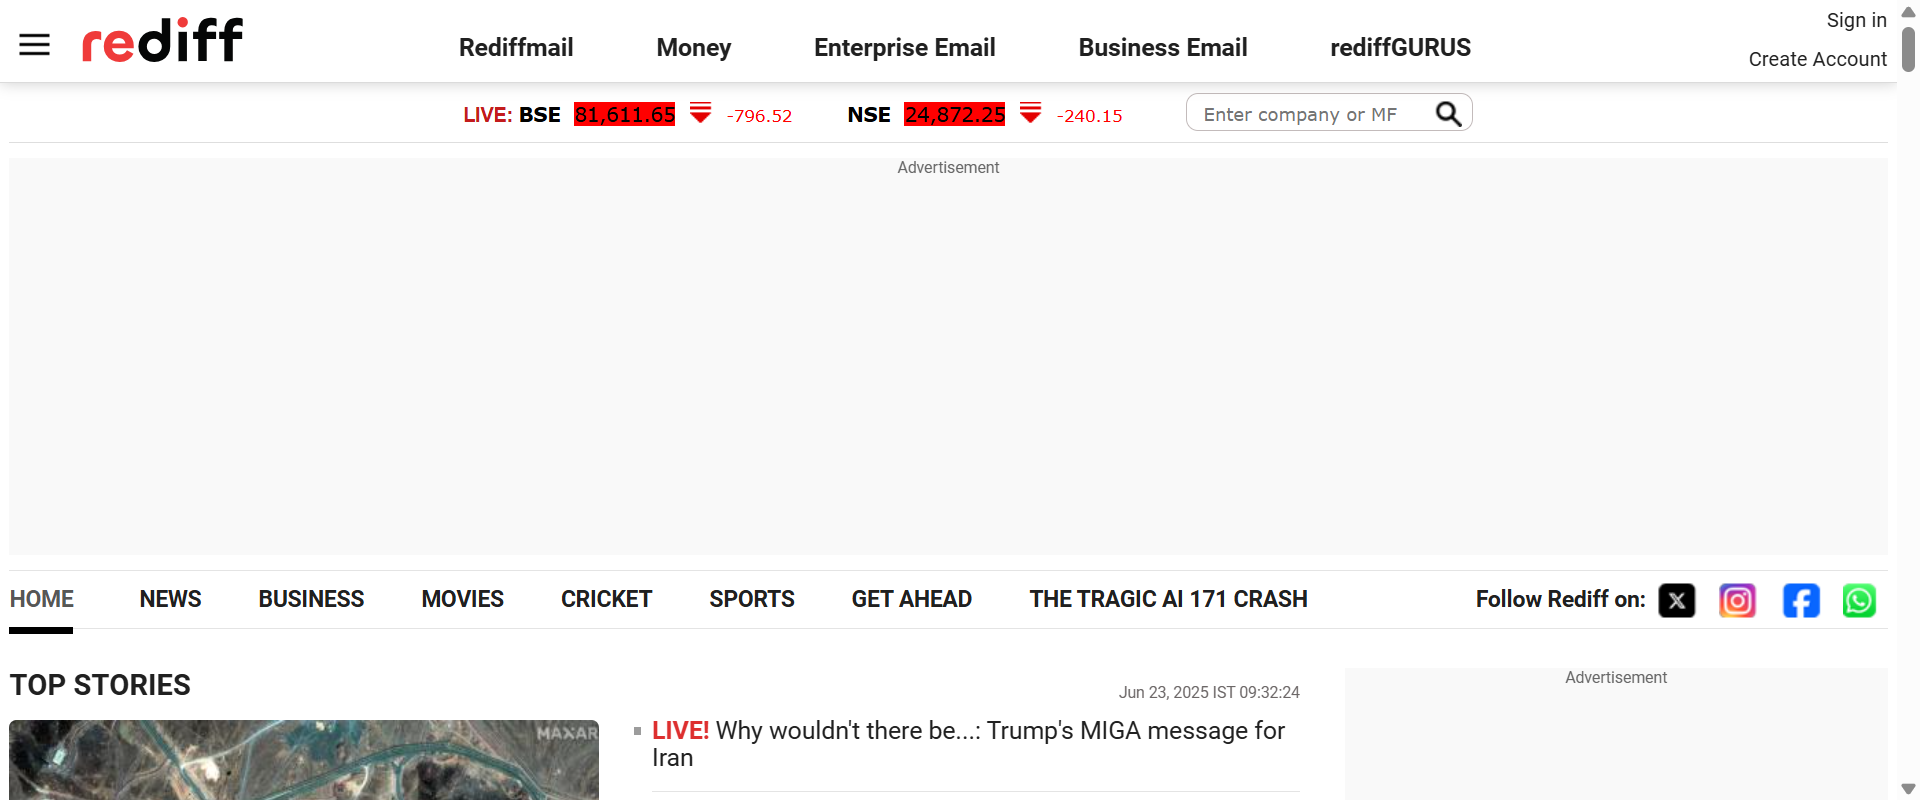 rediff
Rediffmail Money Enterprise Email Business Email rediffGURUS
Sign in
Create Account
LIVE: BSE 81,611.65 -796.52 NSE 24,872.25 -240.15 Enter company or MF
Advertisement
HOME NEWS BUSINESS MOVIES CRICKET SPORTS GET AHEAD THE TRAGIC AI 171 CRASH Follow Rediff on:
TOP STORIES
Jun 23, 2025 IST 09:32:24
MAXAR
LIVE! Why wouldn't there be...: Trump's MIGA message for
Iran
Advertisement